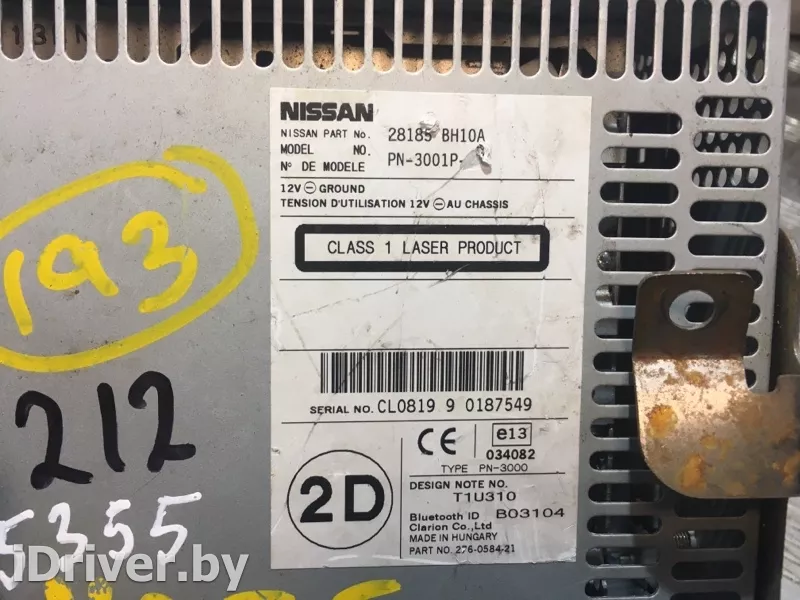 NISSAN
NISSAN PART No. 28185 BH10A
MODEL NO. PN-3001P-
N° DE MODELE
12V ⊖ GROUND
TENSION D'UTILISATION 12V ⊖ AU CHASSIS
CLASS 1 LASER PRODUCT
193
212
5355
SERIAL NO. CL0819 9 0187549
2D
CE e13
034082
TYPE PN-3000
DESIGN NOTE NO.
T1U310
Bluetooth ID B03104
Clarion Co.,Ltd
MADE IN HUNGARY
PART NO. 276-0584-21
iDriver.by